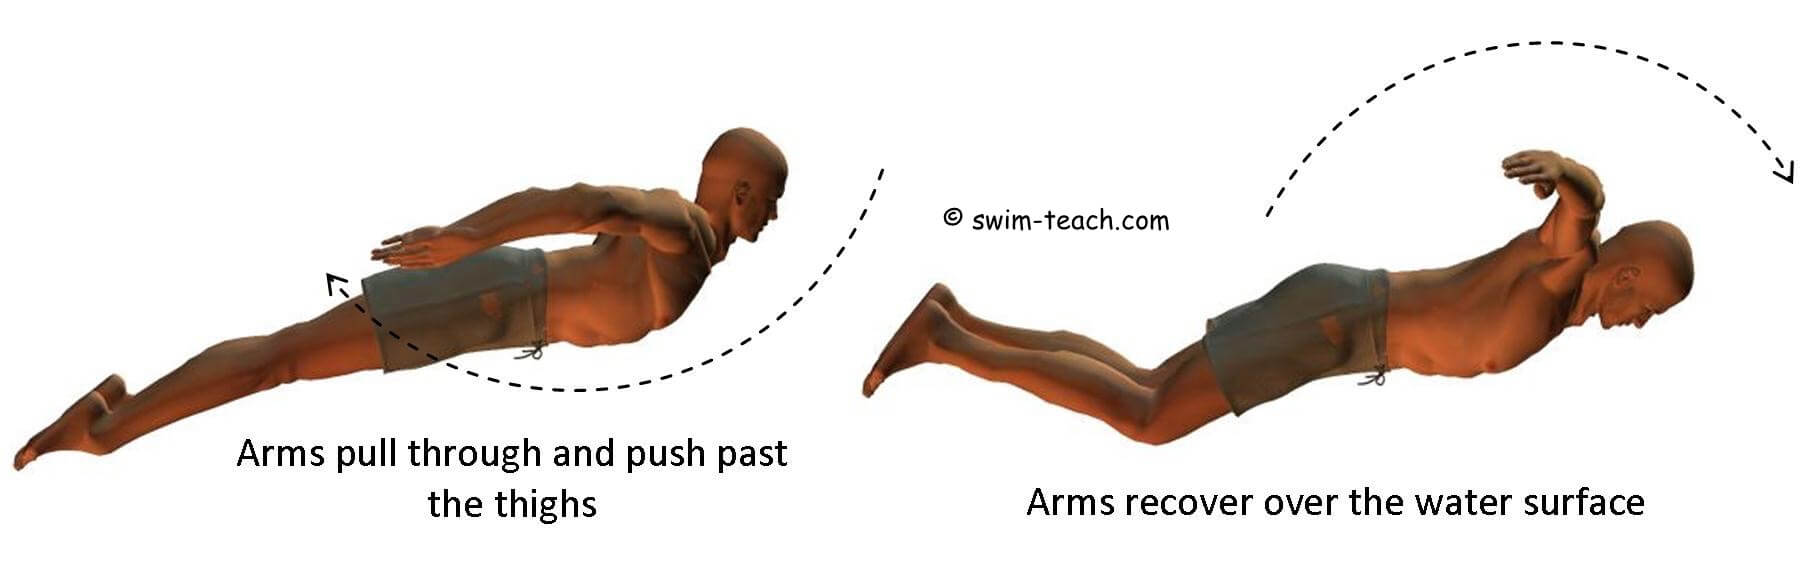 © swim-teach.com
Arms pull through and push past
the thighs
Arms recover over the water surface